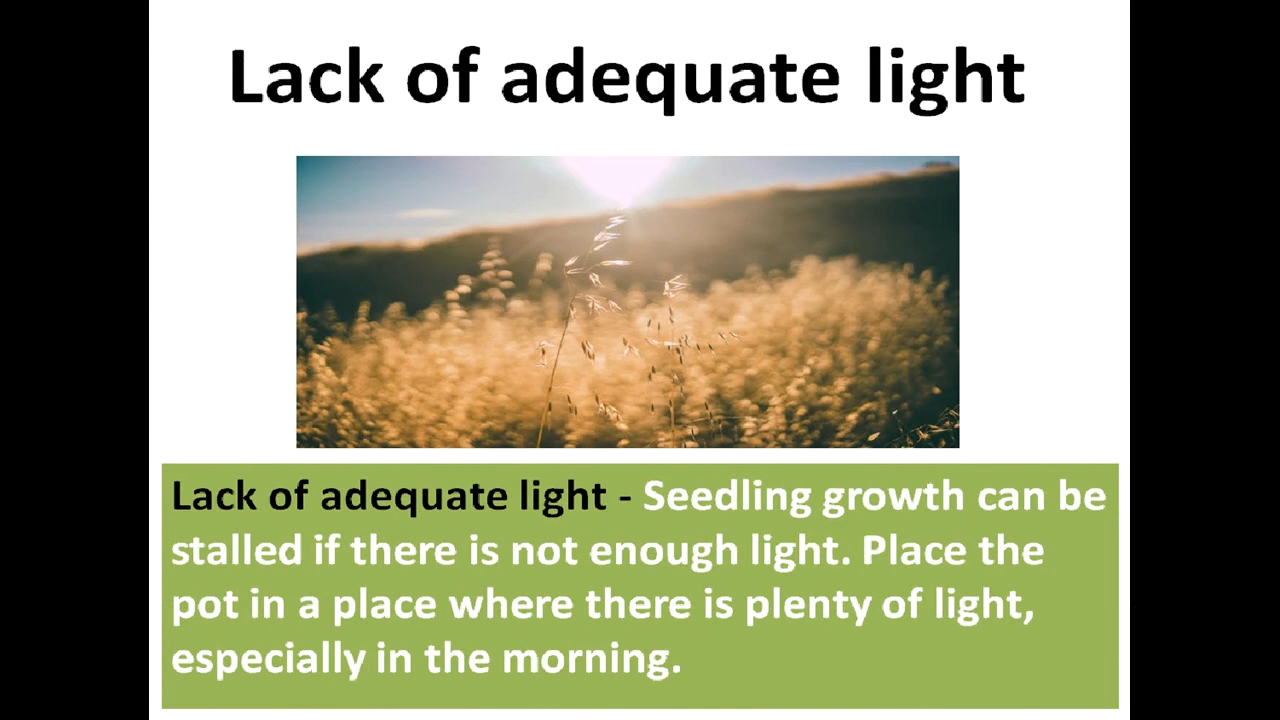 Lack of adequate light
Lack of adequate light - Seedling growth can be
stalled if there is not enough light. Place the
pot in a place where there is plenty of light,
especially in the morning.